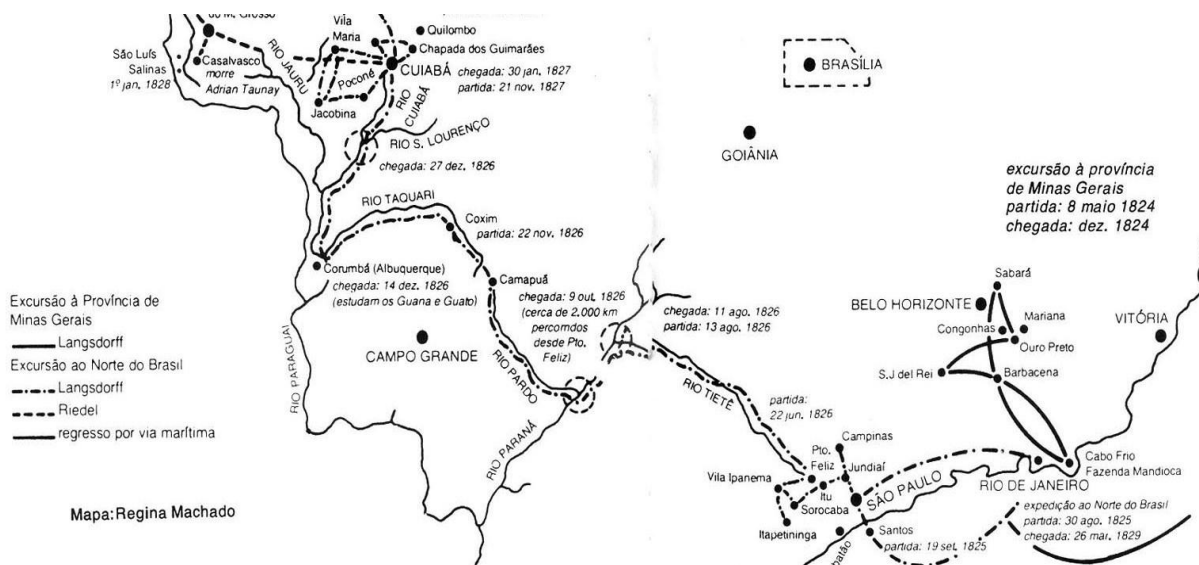 do M. Grosso
São Luís
Salinas
1º jan. 1828
Casalvasco
morre
Adrian Taunay
RIO JAURU
Vila
Maria
Quilombo
Chapada dos Guimarães
CUIABÁ
chegada: 30 jan. 1827
partida: 21 nov. 1827
Poconé
Jacobina
RIO
CUIABÁ
RIO S. LOURENÇO
chegada: 27 dez. 1826
RIO TAQUARI
Coxim
partida: 22 nov. 1826
Corumbá (Albuquerque)
chegada: 14 dez. 1826
(estudam os Guana e Guato)
Camapuã
chegada: 9 out. 1826
(cerca de 2.000 km
percorridos
desde Pto.
Feliz)
CAMPO GRANDE
RIO PARAGUAI
RIO PARDO
RIO PARANÁ
BRASÍLIA
GOIÂNIA
excursão à província
de Minas Gerais
partida: 8 maio 1824
chegada: dez. 1824
Sabará
BELO HORIZONTE
Mariana
Congonhas
Ouro Preto
VITÓRIA
S.J del Rei
Barbacena
chegada: 11 ago. 1826
partida: 13 ago. 1826
RIO TIETÊ
partida:
22 jun. 1826
Campinas
Pto.
Feliz
Jundiaí
Vila Ipanema
Itu
Sorocaba
Itapetininga
SÃO PAULO
Santos
batão
partida: 19 set. 1825
Cabo Frio
Fazenda Mandioca
RIO DE JANEIRO
expedição ao Norte do Brasil
partida: 30 ago. 1825
chegada: 26 mar. 1829
Excursão à Província de
Minas Gerais
Langsdorff
Excursão ao Norte do Brasil
Langsdorff
Riedel
regresso por via marítima
Mapa: Regina Machado